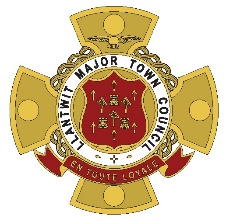 LLANTWIT MAJOR TOWN COUNCIL
EN TOUTE LOYALE